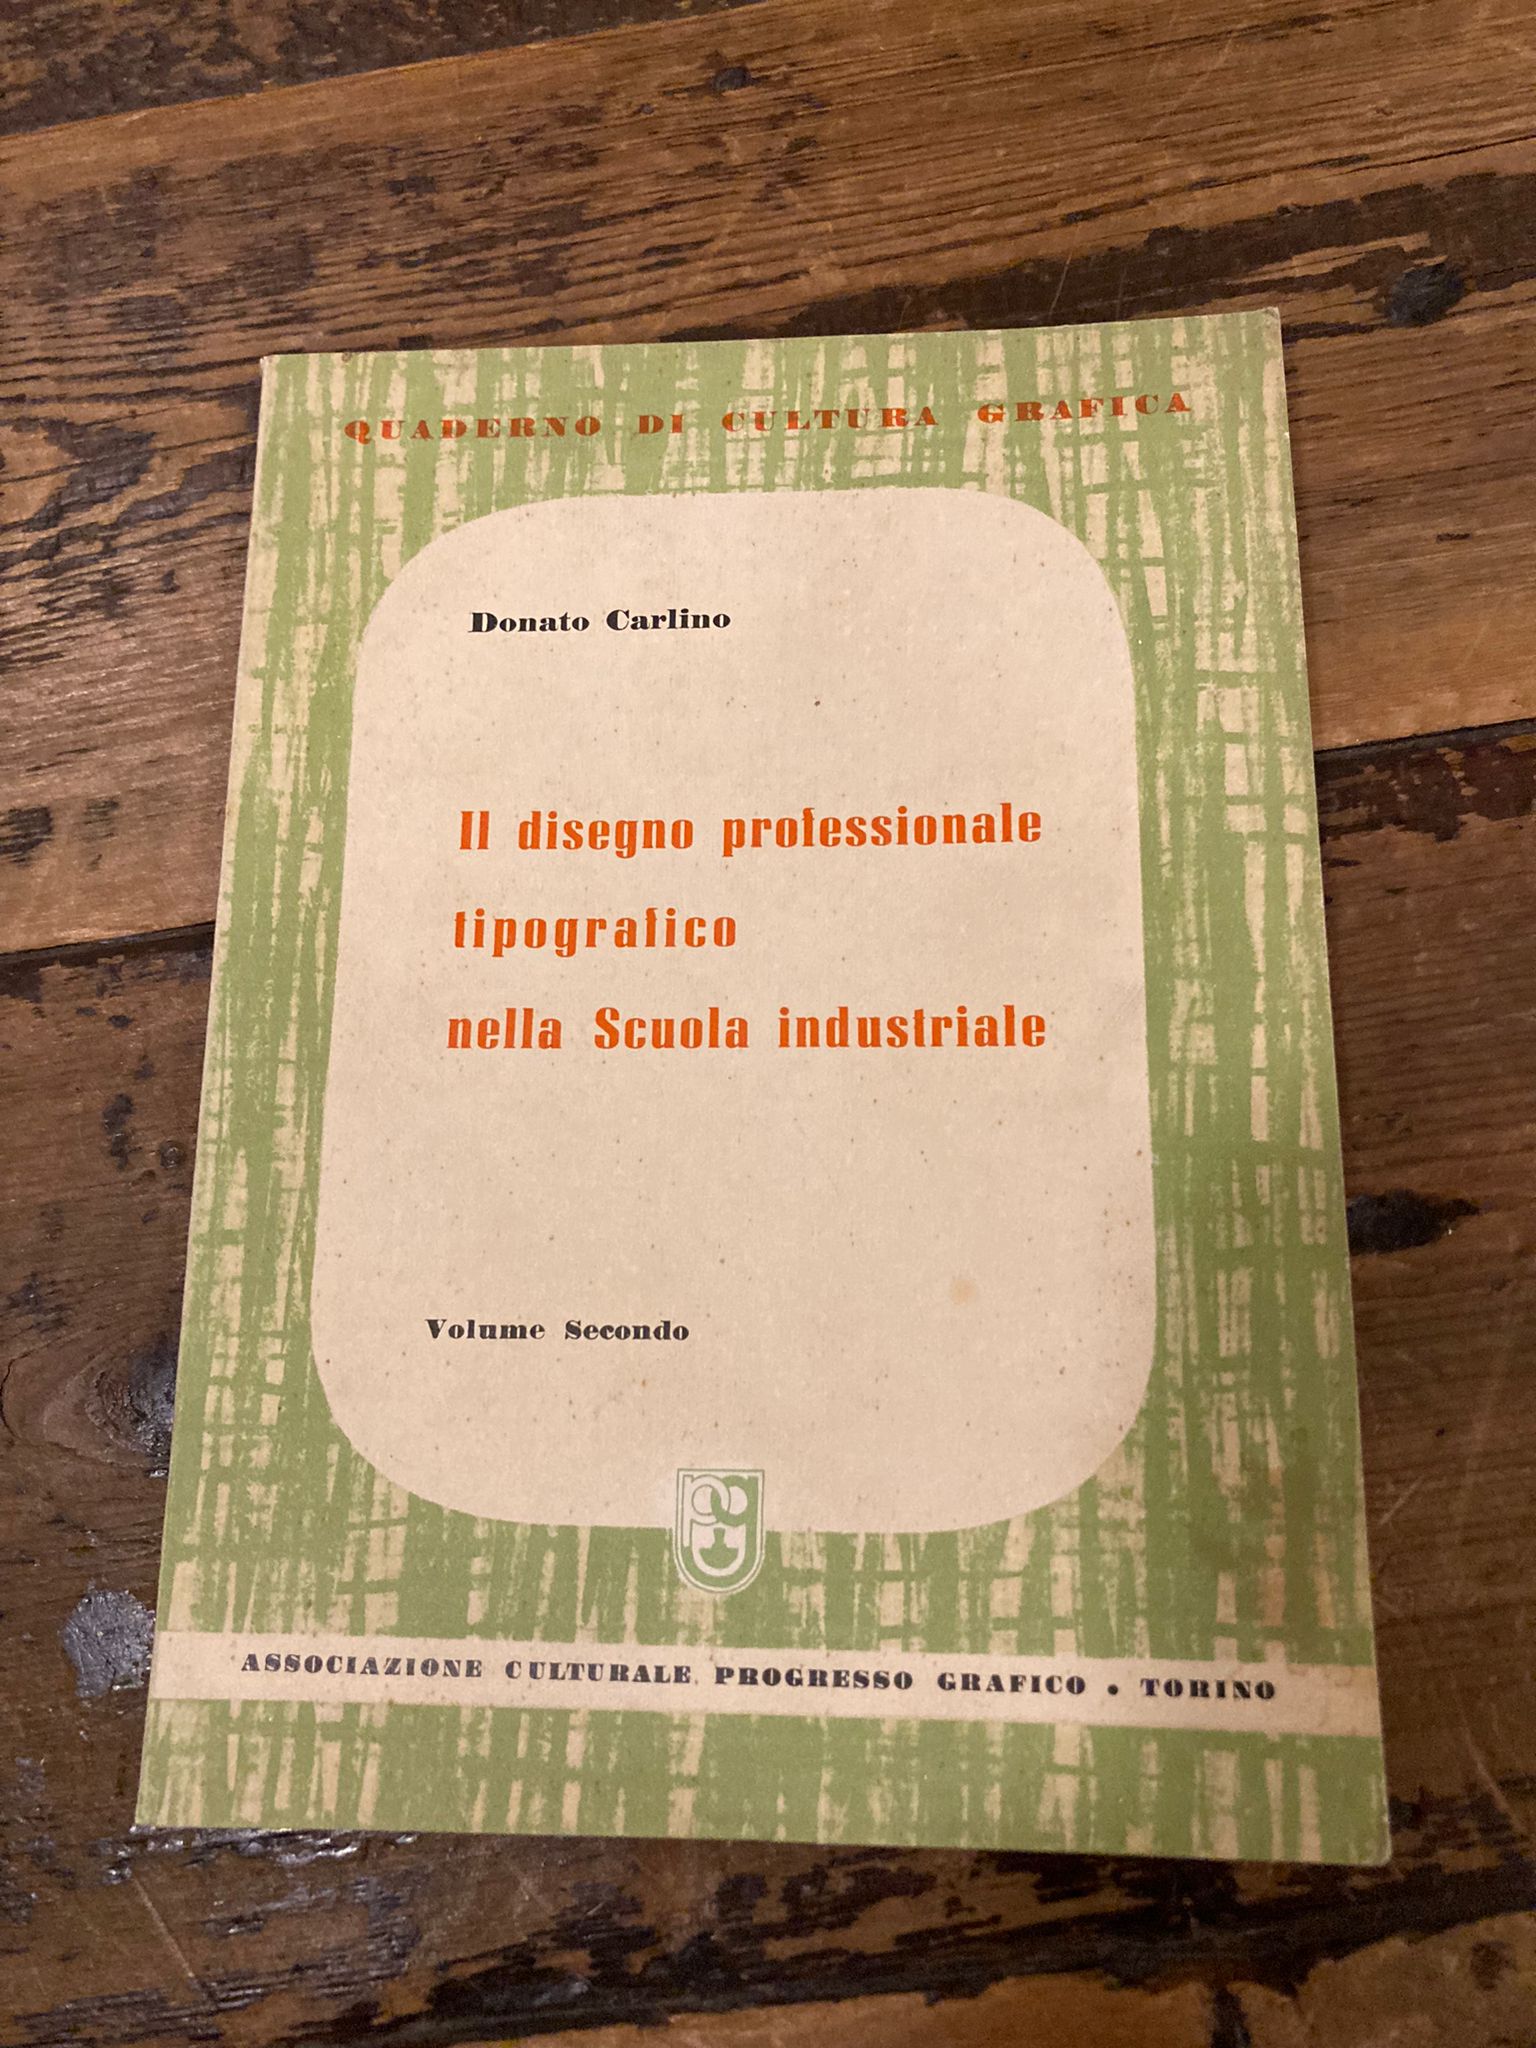 QUADERNO DI CULTURA GRAFICA
Donato Carlino
Il disegno professionale
tipografico
nella Scuola industriale
Volume Secondo
ASSOCIAZIONE CULTURALE PROGRESSO GRAFICO • TORINO